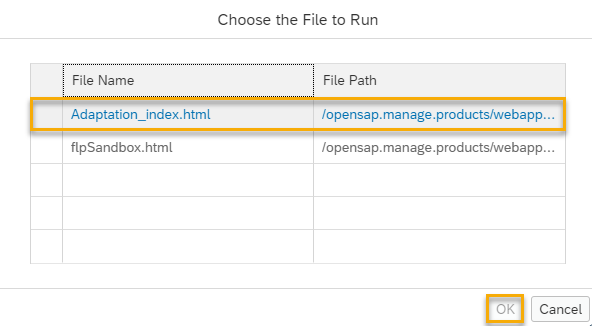 Choose the File to Run
File Name File Path
Adaptation_index.html /opensap.manage.products/webapp...
flpSandbox.html /opensap.manage.products/webapp...
OK Cancel